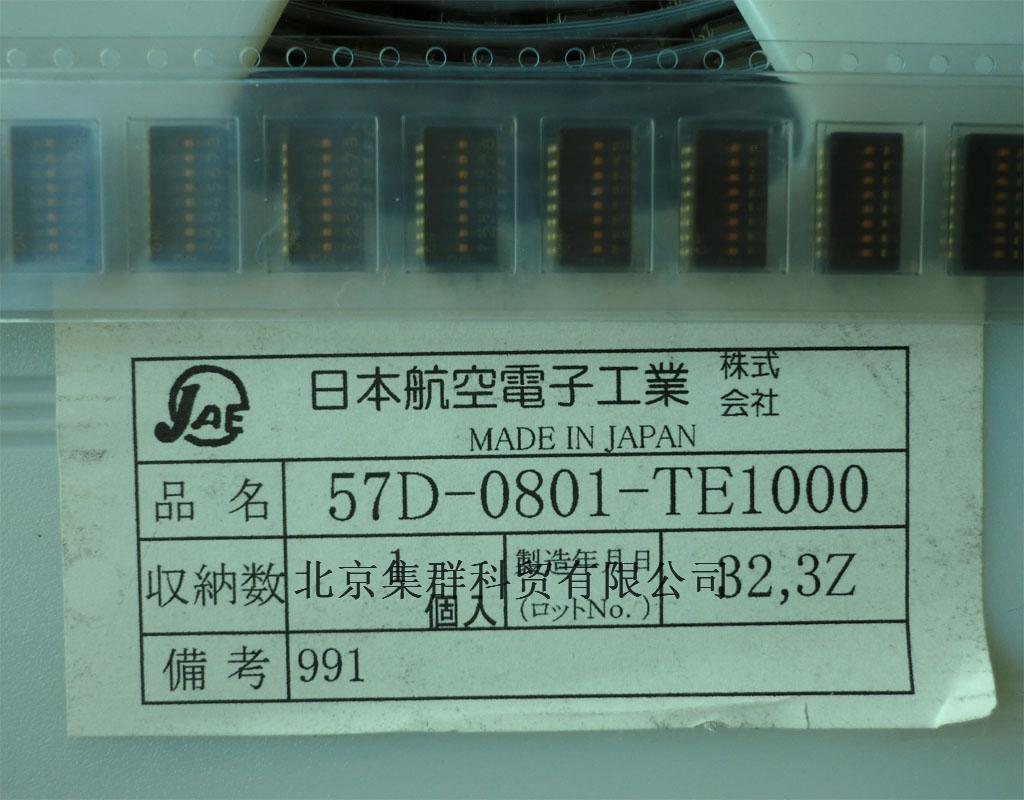 JAE
日本航空電子工業 株式会社
MADE IN JAPAN
品名 57D-0801-TE1000
収納数 1 個入 製造年月日 (ロットNo.) 32,3Z
北京集群科贸有限公司
備考 991